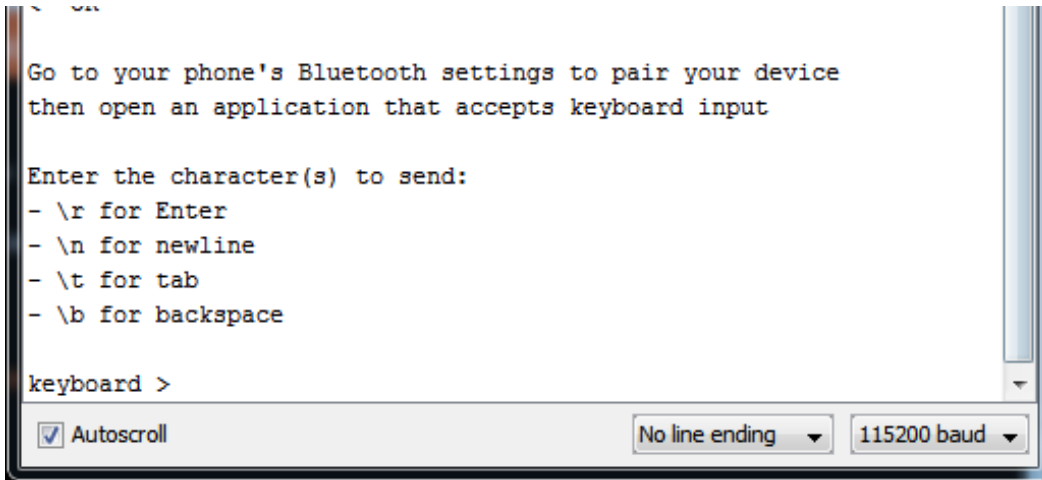 Go to your phone's Bluetooth settings to pair your device
then open an application that accepts keyboard input
Enter the character(s) to send:
- \r for Enter
- \n for newline
- \t for tab
- \b for backspace
keyboard >
Autoscroll
No line ending
115200 baud